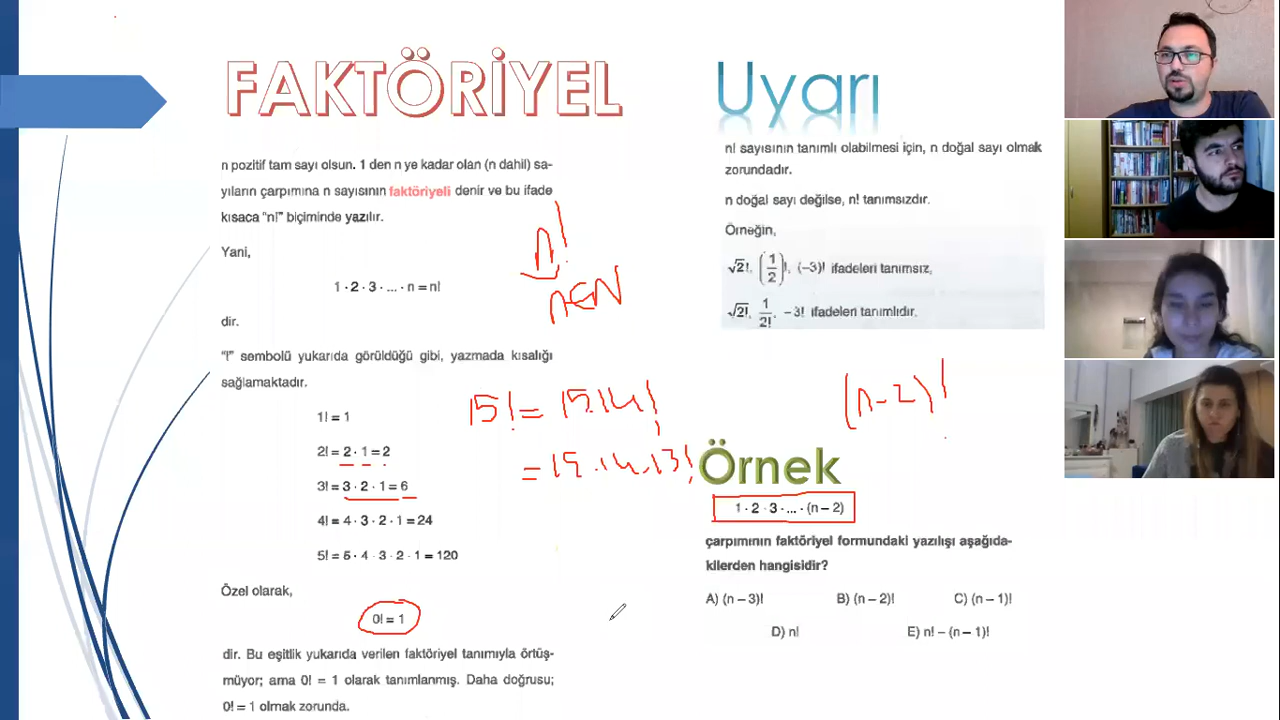 FAKTÖRİYEL
n pozitif tam sayı olsun. 1 den n ye kadar olan (n dahil) sa-
yıların çarpımına n sayısının faktöriyeli denir ve bu ifade
kısaca "n!" biçiminde yazılır.
Yani,
1 · 2 · 3 · ... · n = n!
dir.
"!" sembolü yukarıda görüldüğü gibi, yazmada kısalığı
sağlamaktadır.
1! = 1
2! = 2 · 1 = 2
3! = 3 · 2 · 1 = 6
4! = 4 · 3 · 2 · 1 = 24
5! = 5 · 4 · 3 · 2 · 1 = 120
Özel olarak,
0! = 1
dir. Bu eşitlik yukarıda verilen faktöriyel tanımıyla örtüş-
müyor; ama 0! = 1 olarak tanımlanmış. Daha doğrusu;
0! = 1 olmak zorunda.
n!
n∈N
15! = 15.14!
= 15.14.13!
Uyarı
n! sayısının tanımlı olabilmesi için, n doğal sayı olmak
zorundadır.
n doğal sayı değilse, n! tanımsızdır.
Örneğin,
√2!, (1/2)!, (−3)! ifadeleri tanımsız,
√2!, 1/2!, −3! ifadeleri tanımlıdır.
(n-2)!
Örnek
1 · 2 · 3 · ... · (n − 2)
çarpımının faktöriyel formundaki yazılışı aşağıda-
kilerden hangisidir?
A) (n − 3)! B) (n − 2)! C) (n − 1)!
D) n! E) n! − (n − 1)!